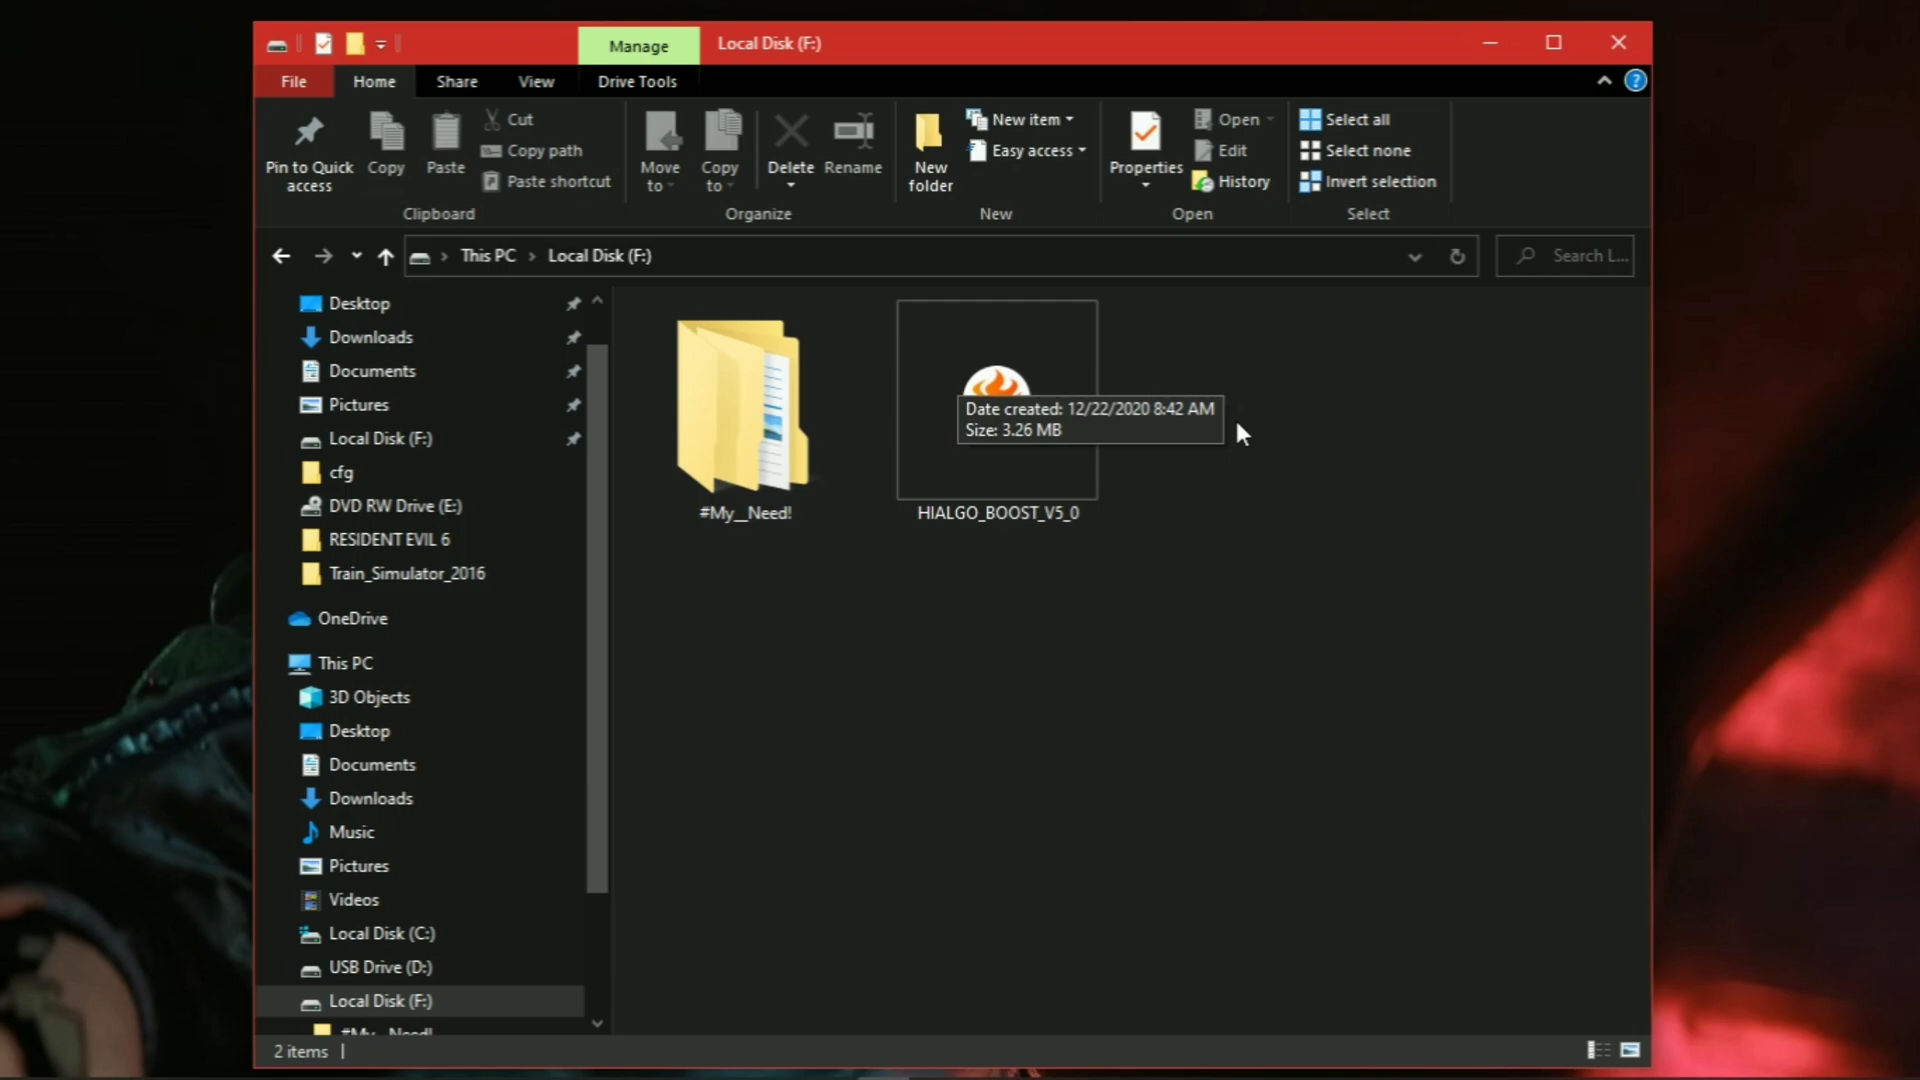 Manage
Local Disk (F:)
File
Home
Share
View
Drive Tools
Pin to Quick
access
Copy
Paste
Cut
Copy path
Paste shortcut
Clipboard
Move
to
Copy
to
Delete
Rename
Organize
New
folder
New item
Easy access
New
Properties
Open
Edit
History
Open
Select all
Select none
Invert selection
Select
This PC
Local Disk (F:)
Search L...
Desktop
Downloads
Documents
Pictures
Local Disk (F:)
cfg
DVD RW Drive (E:)
RESIDENT EVIL 6
Train_Simulator_2016
OneDrive
This PC
3D Objects
Desktop
Documents
Downloads
Music
Pictures
Videos
Local Disk (C:)
USB Drive (D:)
Local Disk (F:)
#My__Need!
#My__Need!
Date created: 12/22/2020 8:42 AM
Size: 3.26 MB
HIALGO_BOOST_V5_0
2 items